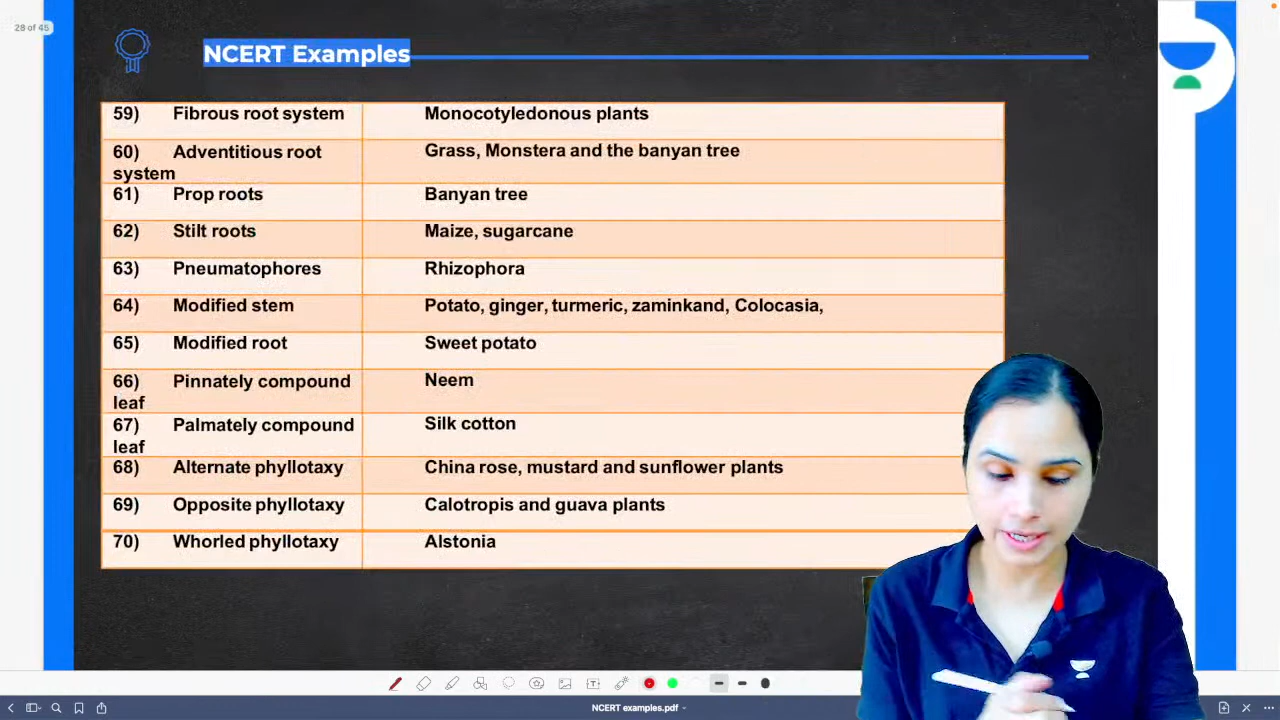 28 of 45
NCERT Examples
59) Fibrous root system Monocotyledonous plants
60) Adventitious root Grass, Monstera and the banyan tree
system
61) Prop roots Banyan tree
62) Stilt roots Maize, sugarcane
63) Pneumatophores Rhizophora
64) Modified stem Potato, ginger, turmeric, zaminkand, Colocasia,
65) Modified root Sweet potato
66) Pinnately compound Neem
leaf
67) Palmately compound Silk cotton
leaf
68) Alternate phyllotaxy China rose, mustard and sunflower plants
69) Opposite phyllotaxy Calotropis and guava plants
70) Whorled phyllotaxy Alstonia
NCERT examples.pdf